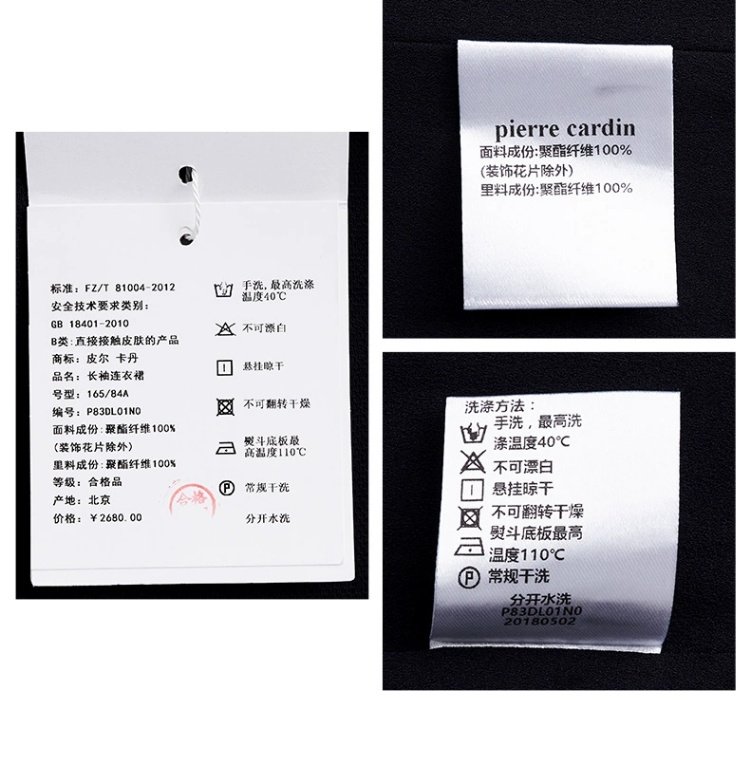 标准: FZ/T 81004-2012
安全技术要求类别:
GB 18401-2010
B类:直接接触皮肤的产品
商标: 皮尔 卡丹
品名: 长袖连衣裙
号型: 165/84A
编号: P83DL01N0
面料成份: 聚酯纤维100%
(装饰花片除外)
里料成份: 聚酯纤维100%
等级: 合格品
产地: 北京
价格: ￥2680.00
合格
手洗,最高洗涤
温度40℃
不可漂白
悬挂晾干
不可翻转干燥
熨斗底板最
高温度110℃
P 常规干洗
分开水洗
pierre cardin
面料成份:聚酯纤维100%
(装饰花片除外)
里料成份:聚酯纤维100%
洗涤方法:
手洗,最高洗
涤温度40℃
不可漂白
悬挂晾干
不可翻转干燥
熨斗底板最高
温度110℃
P 常规干洗
分开水洗
P83DL01N0
20180502